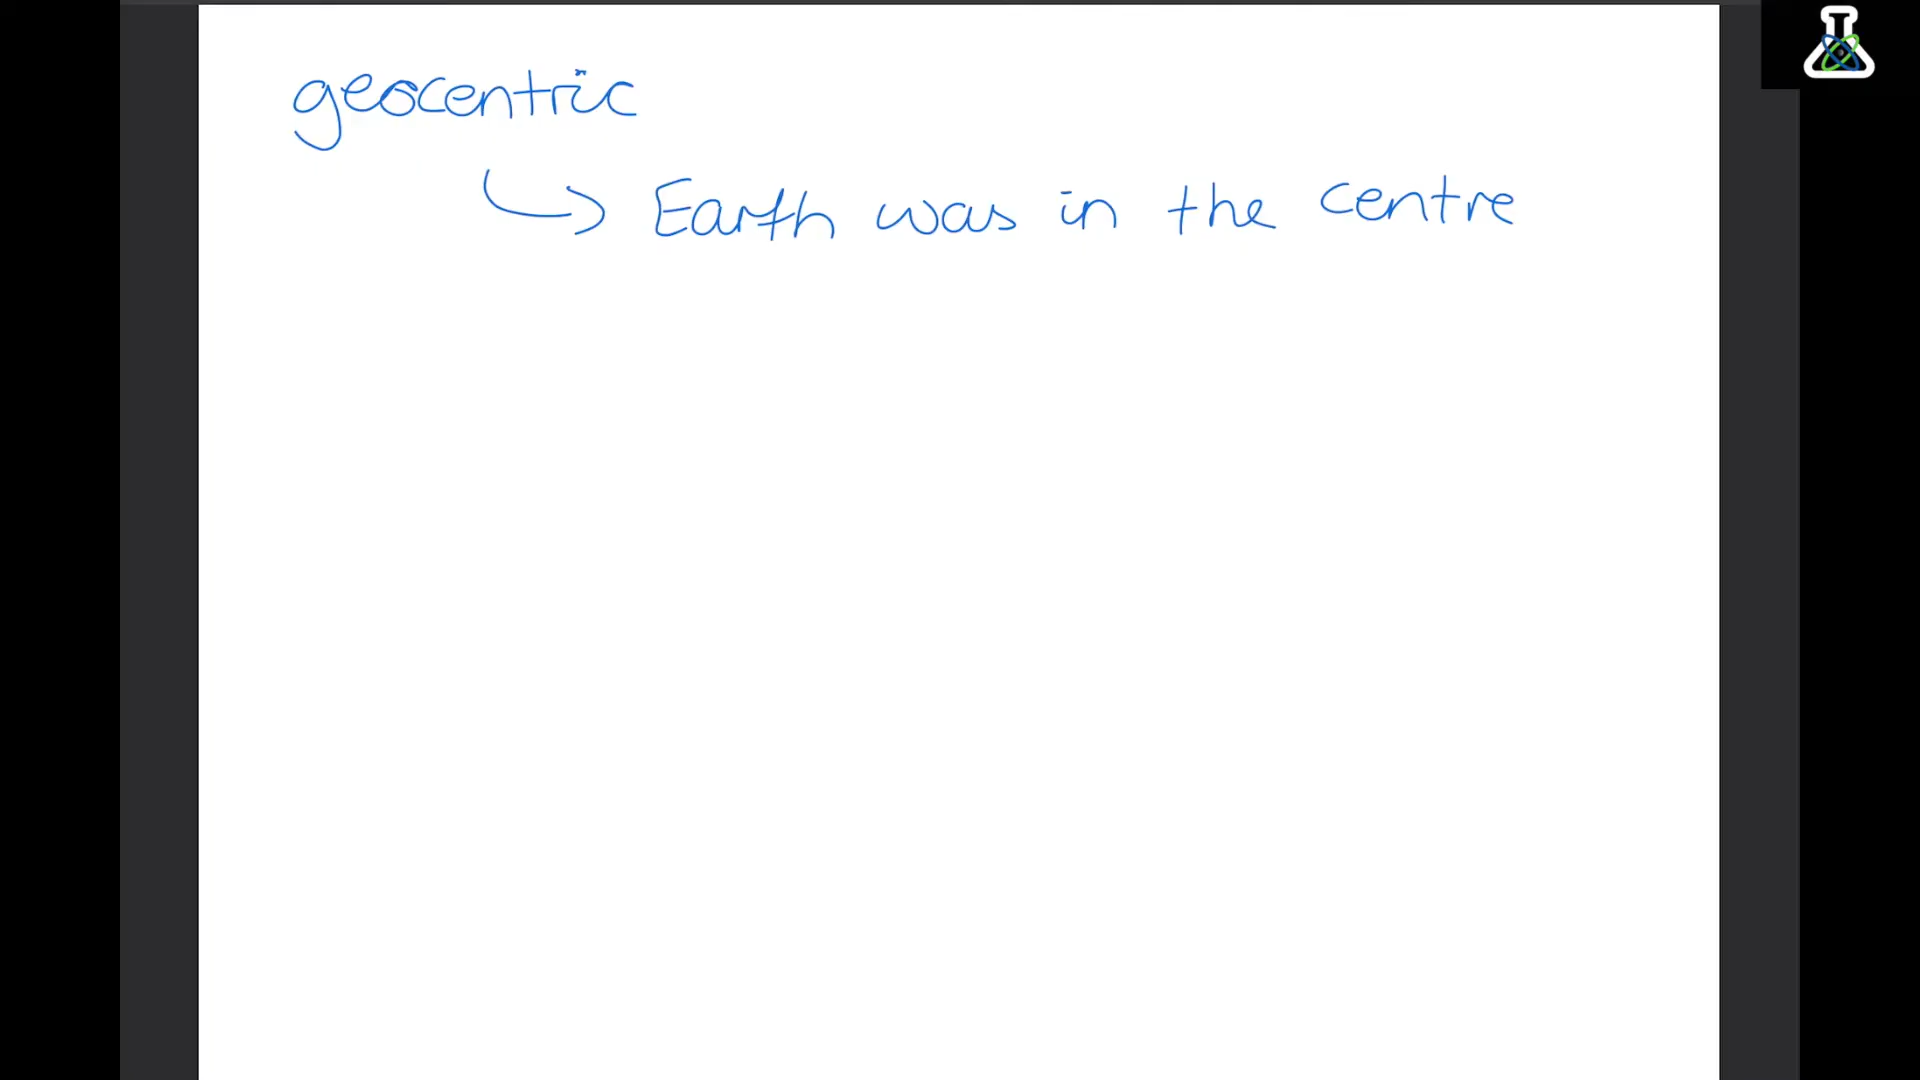 geocentric
↳ Earth was in the centre